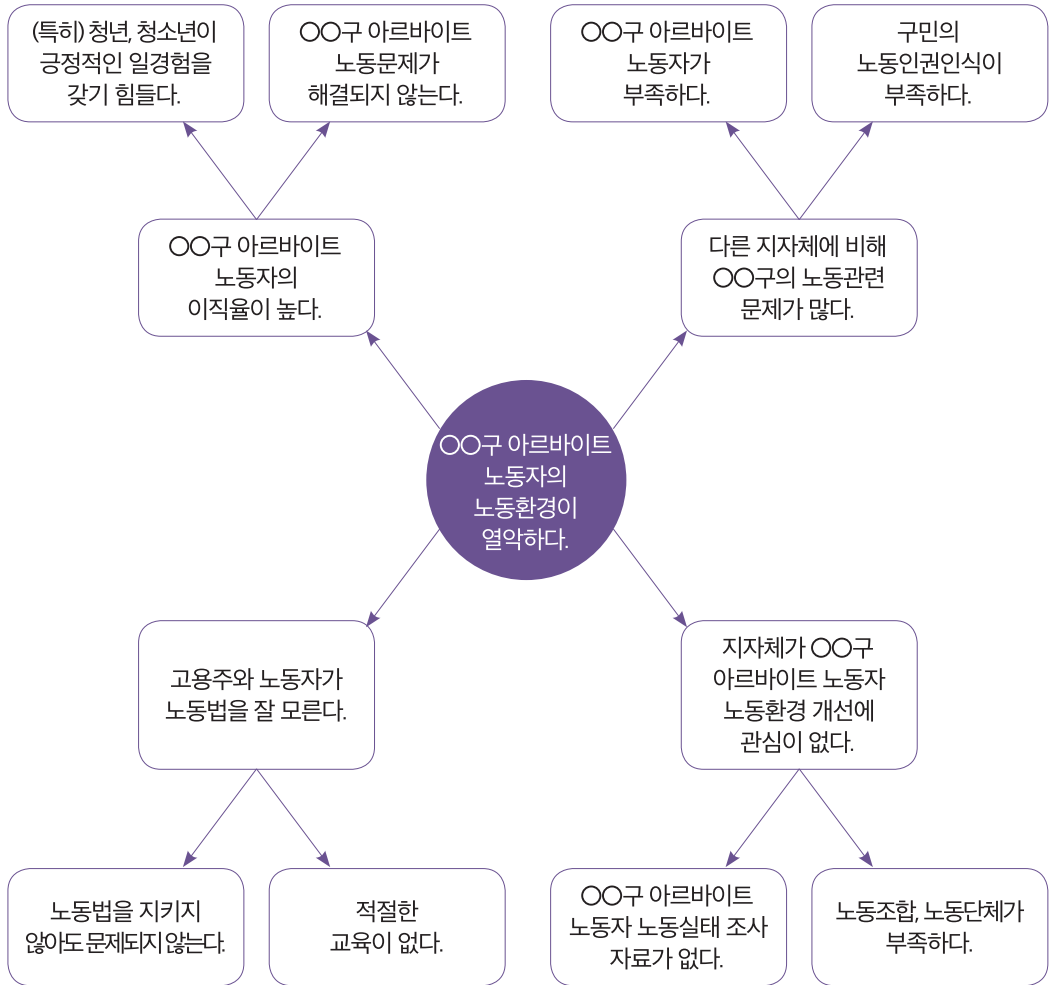 (특히) 청년, 청소년이
긍정적인 일경험을
갖기 힘들다.
○○구 아르바이트
노동문제가
해결되지 않는다.
○○구 아르바이트
노동자가
부족하다.
구민의
노동인권인식이
부족하다.
○○구 아르바이트
노동자의
이직율이 높다.
다른 지자체에 비해
○○구의 노동관련
문제가 많다.
○○구 아르바이트
노동자의
노동환경이
열악하다.
고용주와 노동자가
노동법을 잘 모른다.
지자체가 ○○구
아르바이트 노동자
노동환경 개선에
관심이 없다.
노동법을 지키지
않아도 문제되지 않는다.
적절한
교육이 없다.
○○구 아르바이트
노동자 노동실태 조사
자료가 없다.
노동조합, 노동단체가
부족하다.